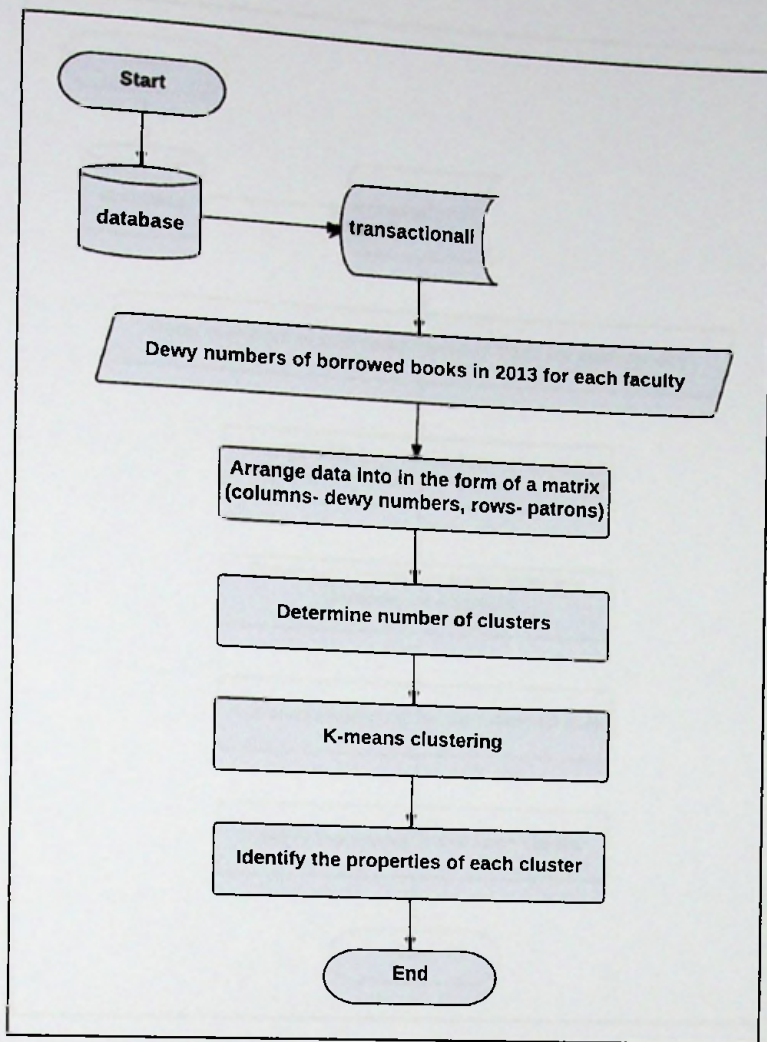 Start
database
transactionall
Dewy numbers of borrowed books in 2013 for each faculty
Arrange data into in the form of a matrix
(columns- dewy numbers, rows- patrons)
Determine number of clusters
K-means clustering
Identify the properties of each cluster
End